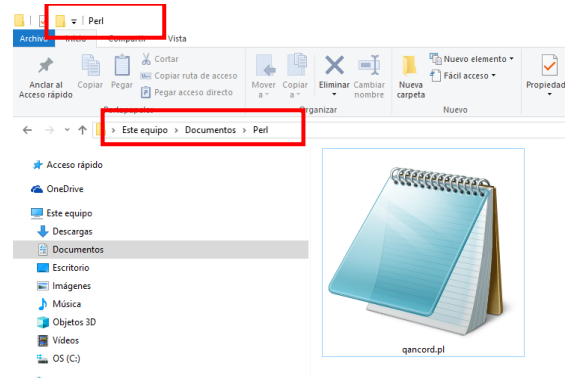 Perl
Archivo Inicio Compartir Vista
Anclar al Acceso rápido
Copiar
Pegar
Cortar
Copiar ruta de acceso
Pegar acceso directo
Portapapeles
Mover a
Copiar a
Eliminar
Cambiar nombre
Organizar
Nueva carpeta
Nuevo elemento
Fácil acceso
Nuevo
Propiedad
Este equipo > Documentos > Perl
Acceso rápido
OneDrive
Este equipo
Descargas
Documentos
Escritorio
Imágenes
Música
Objetos 3D
Vídeos
OS (C:)
qancord.pl